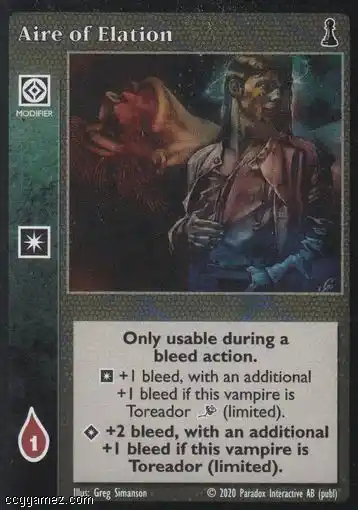 Aire of Elation
MODIFIER
Only usable during a
bleed action.
+1 bleed, with an additional
+1 bleed if this vampire is
Toreador (limited).
+2 bleed, with an additional
+1 bleed if this vampire is
Toreador (limited).
1
Illus: Greg Simanson © 2020 Paradox Interactive AB (publ)
ccggamez.com